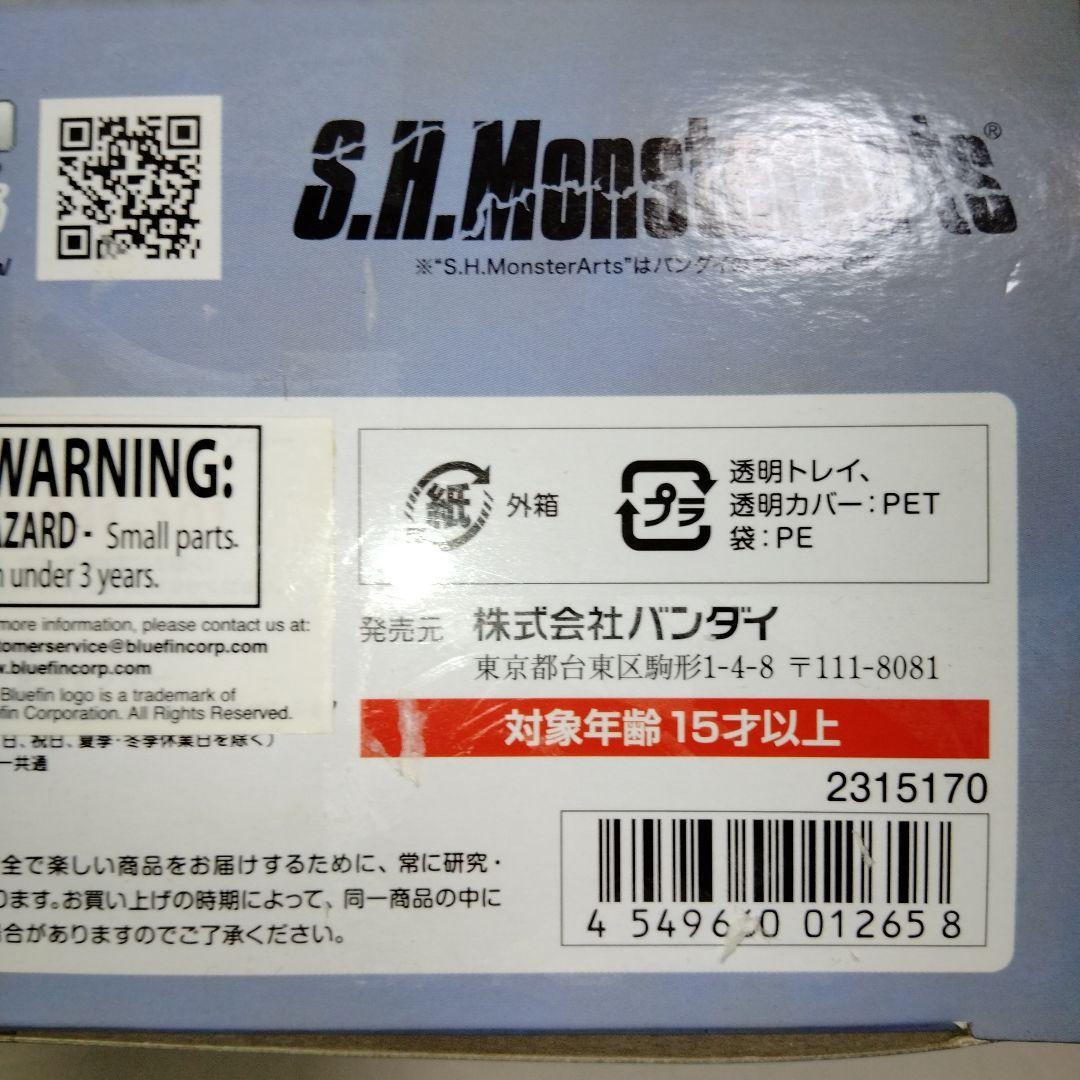 S.H.MonsterArts®
※"S.H.MonsterArts"はバンダイの
WARNING:
AZARD - Small parts.
under 3 years.
more information, please contact us at:
tomerservice@bluefincorp.com
w.bluefincorp.com
Bluefin logo is a trademark of
fin Corporation. All Rights Reserved.
日、祝日、夏季・冬季休業日を除く)
ー共通
紙 外箱
プラ 透明トレイ、
透明カバー:PET
袋:PE
発売元 株式会社バンダイ
東京都台東区駒形1-4-8 〒111-8081
対象年齢 15才以上
2315170
全で楽しい商品をお届けするために、常に研究・
ります。お買い上げの時期によって、同一商品の中に
場合がありますのでご了承ください。
4 549660 012658